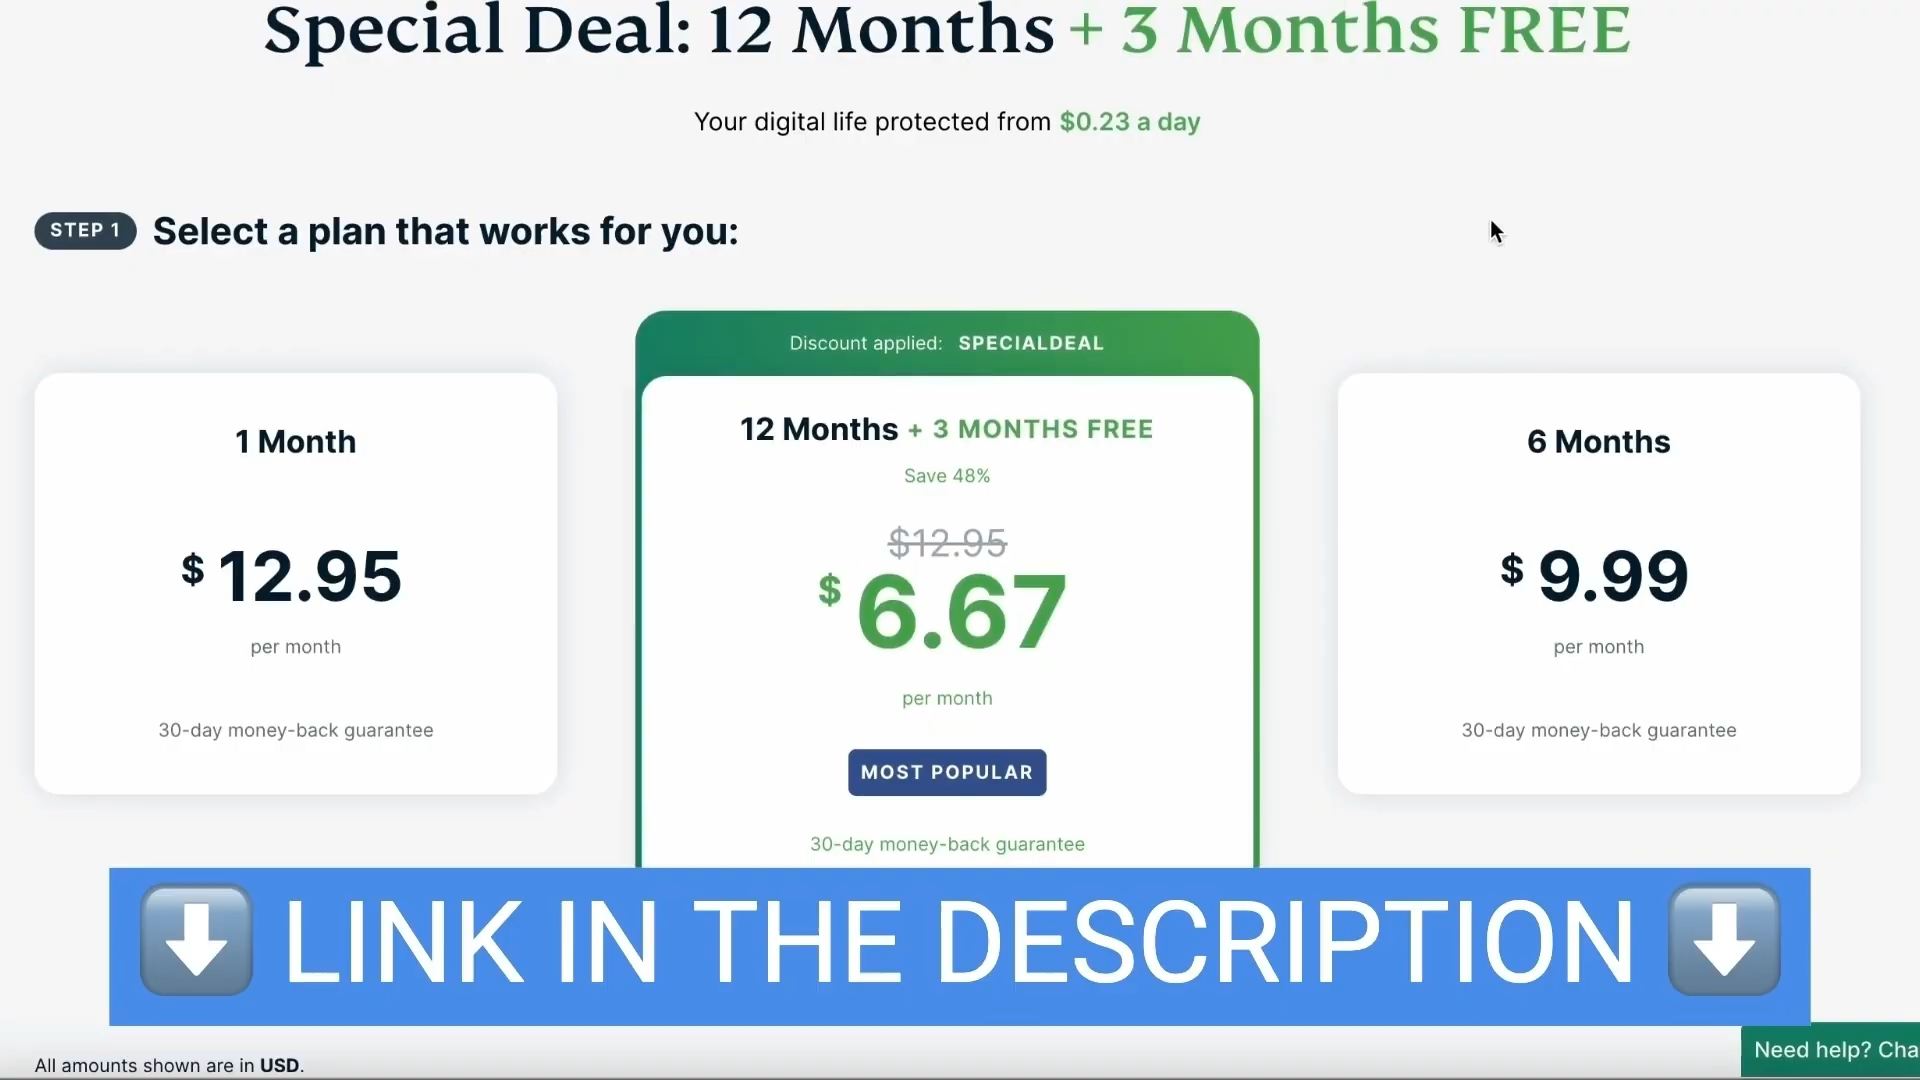 Special Deal: 12 Months + 3 Months FREE
Your digital life protected from $0.23 a day
STEP 1 Select a plan that works for you:
1 Month
$12.95
per month
30-day money-back guarantee
Discount applied: SPECIALDEAL
12 Months + 3 MONTHS FREE
Save 48%
$12.95
$6.67
per month
MOST POPULAR
30-day money-back guarantee
6 Months
$9.99
per month
30-day money-back guarantee
LINK IN THE DESCRIPTION
All amounts shown are in USD.
Need help? Cha